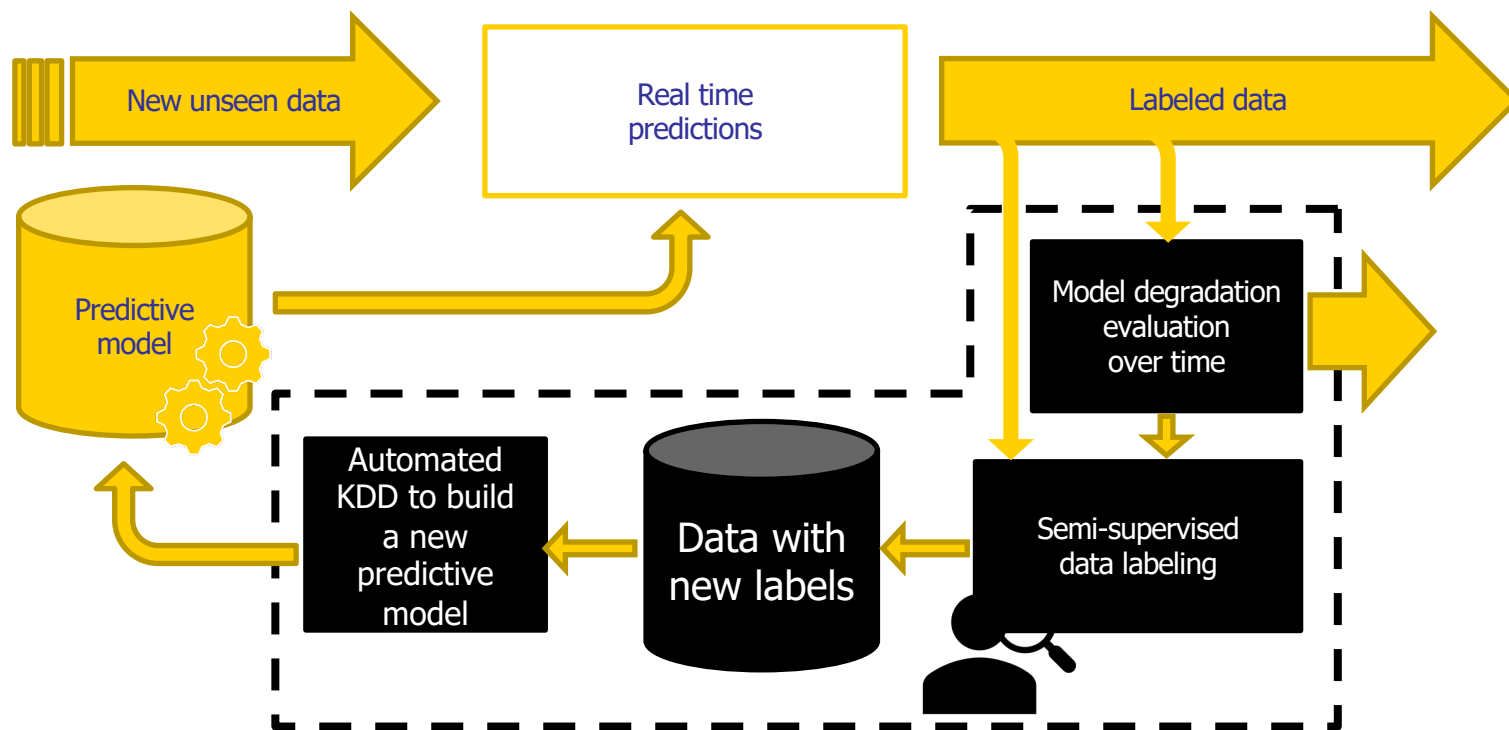 New unseen data
Real time
predictions
Labeled data
Predictive
model
Model degradation
evaluation
over time
Automated
KDD to build
a new
predictive
model
Data with
new labels
Semi-supervised
data labeling